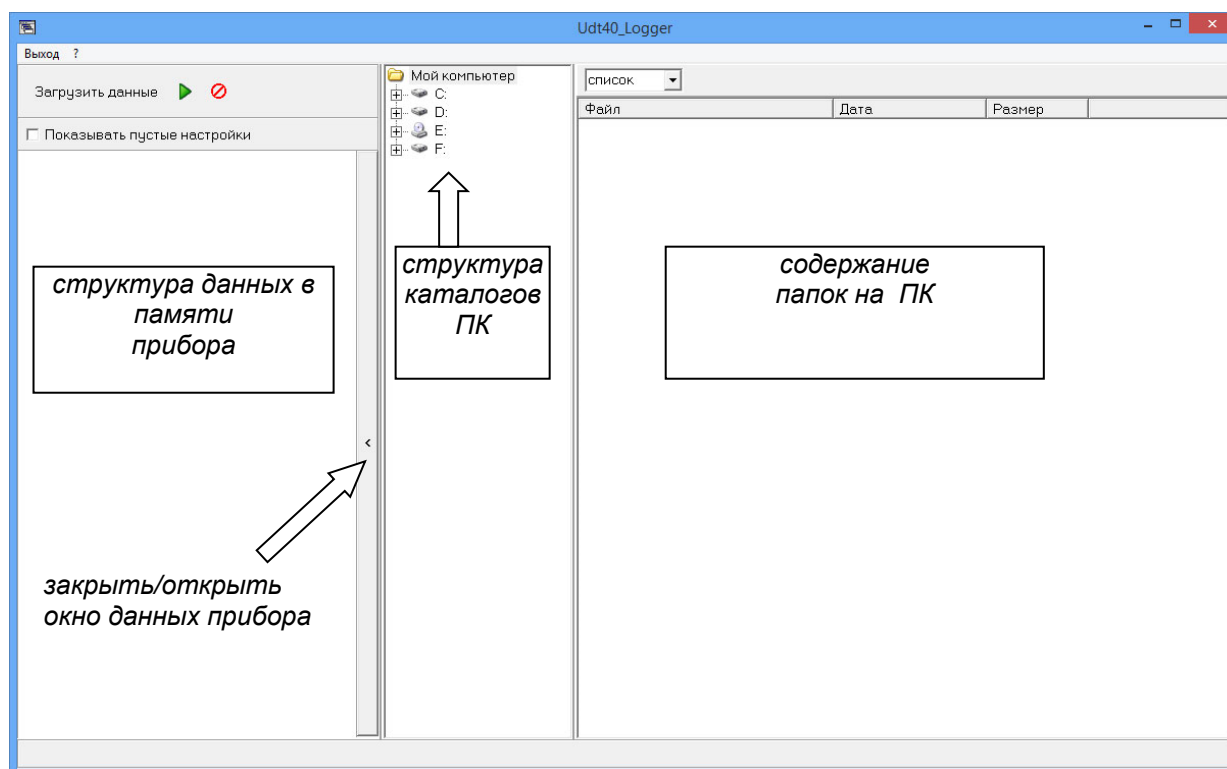 Udt40_Logger
Выход ?
Загрузить данные
Показывать пустые настройки
Мой компьютер
C:
D:
E:
F:
список
Файл Дата Размер
структура данных в
памяти
прибора
структура
каталогов
ПК
содержание
папок на ПК
<
закрыть/открыть
окно данных прибора